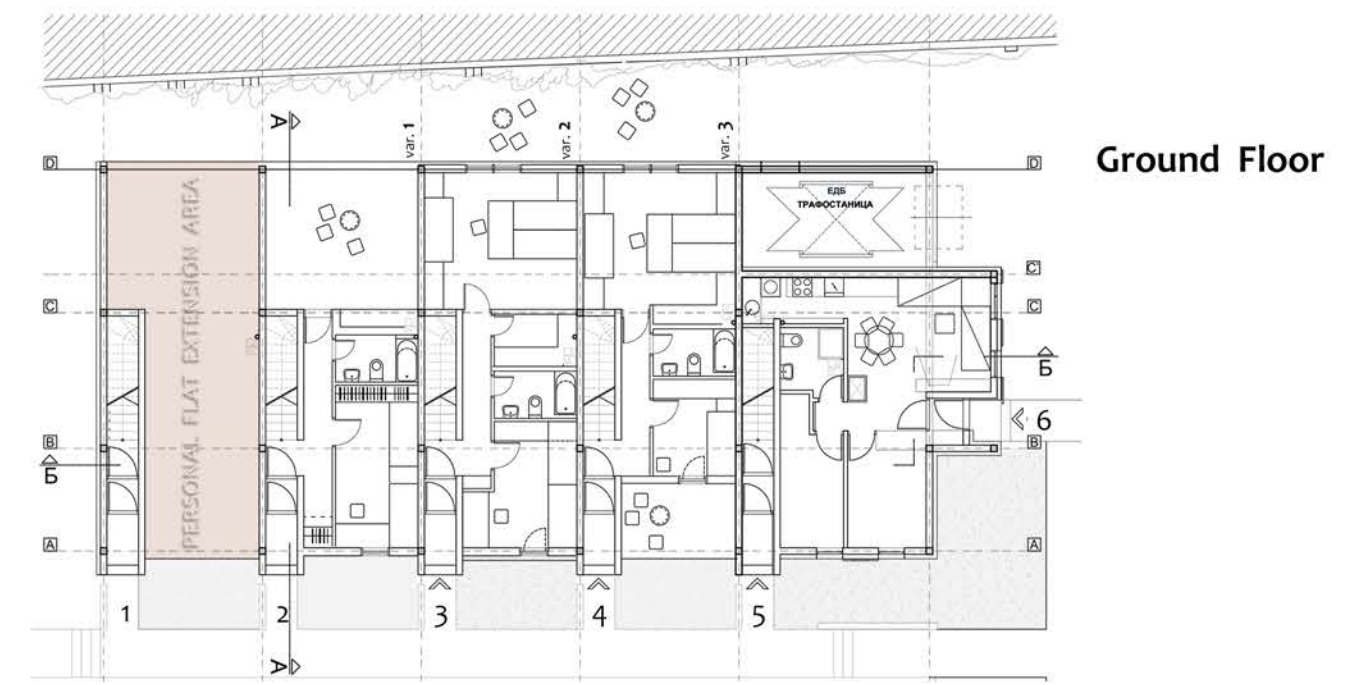 Ground Floor
A
var. 1
var. 2
var. 3
D
D
ЕДБ
ТРАФОСТАНИЦА
PERSONAL FLAT EXTENSION AREA
C'
C
C
Б
Б
6
B
B
A
A
1
2
3
4
5
A